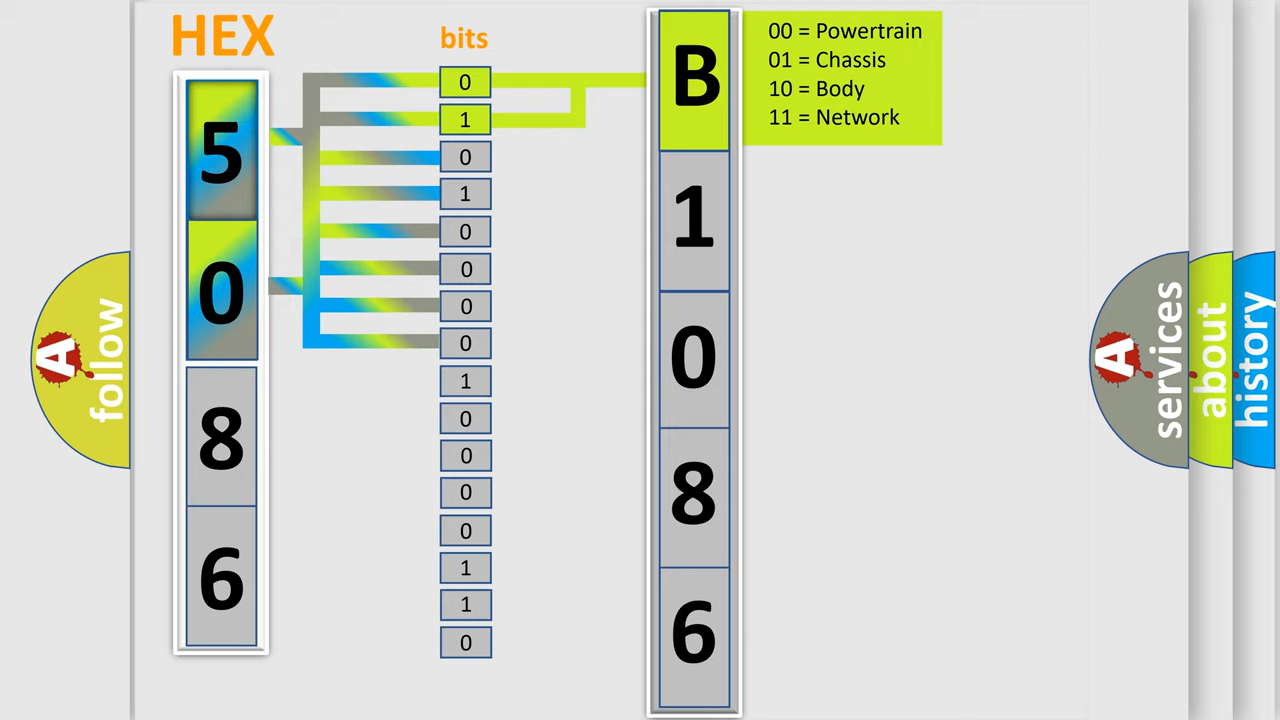 HEX
bits
5
0
8
6
0
1
0
1
0
0
0
0
1
0
0
0
0
1
1
0
B
1
0
8
6
00 = Powertrain
01 = Chassis
10 = Body
11 = Network
A
follow
A
services
about
history